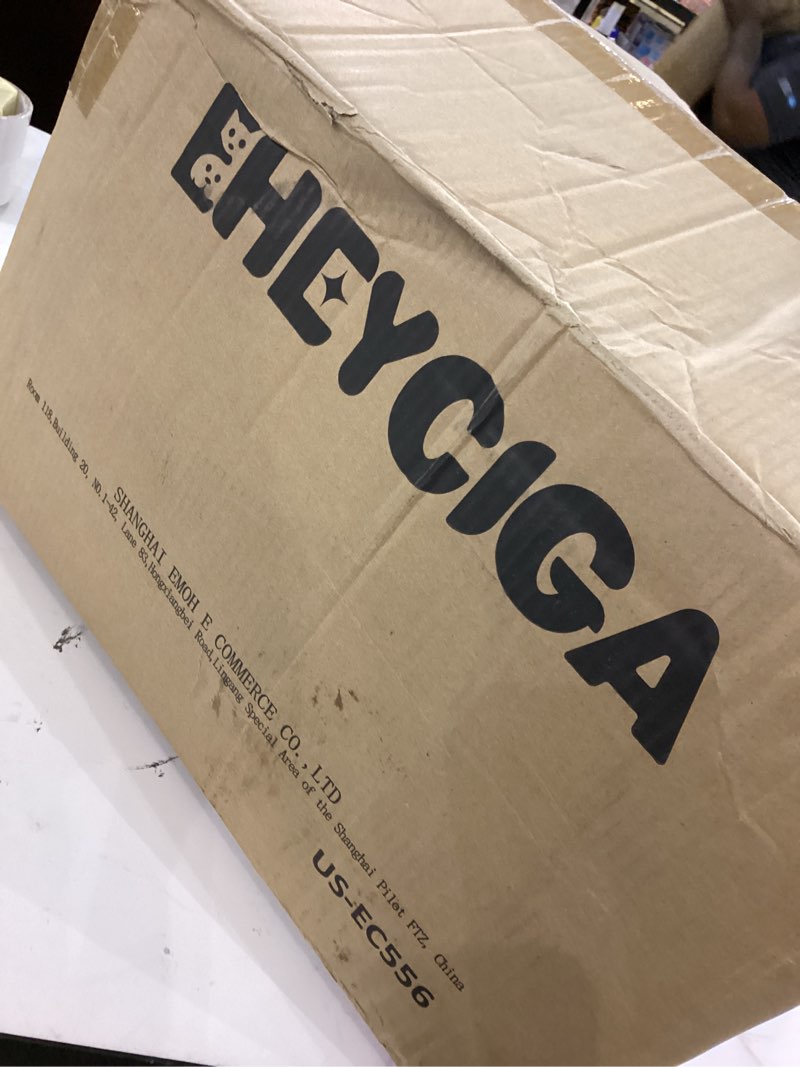 EHEYCIGA
SHANGHAI EMOH E COMMERCE CO.,LTD
Room 118,Building 20, NO.1-42, Lane 83,Hongxiangbei Road,Lingang Special Area of the Shanghai Pilot FTZ, China
US-EC556